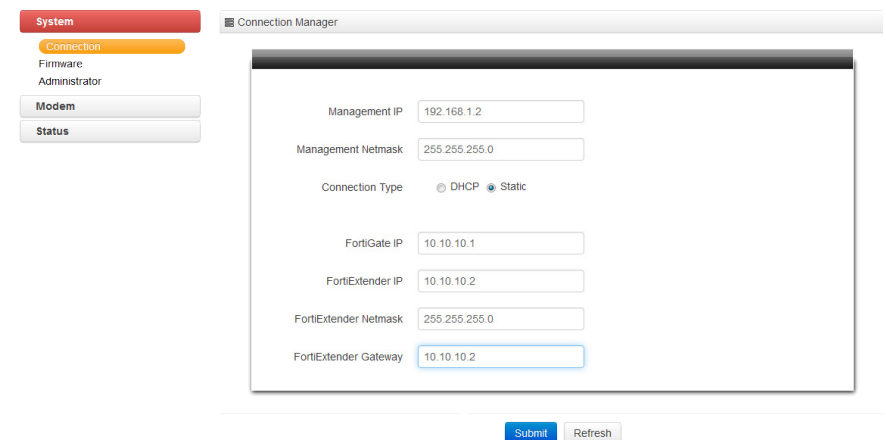 System
Connection
Firmware
Administrator
Modem
Status
Connection Manager
Management IP 192.168.1.2
Management Netmask 255.255.255.0
Connection Type DHCP Static
FortiGate IP 10.10.10.1
FortiExtender IP 10.10.10.2
FortiExtender Netmask 255.255.255.0
FortiExtender Gateway 10.10.10.2
Submit Refresh